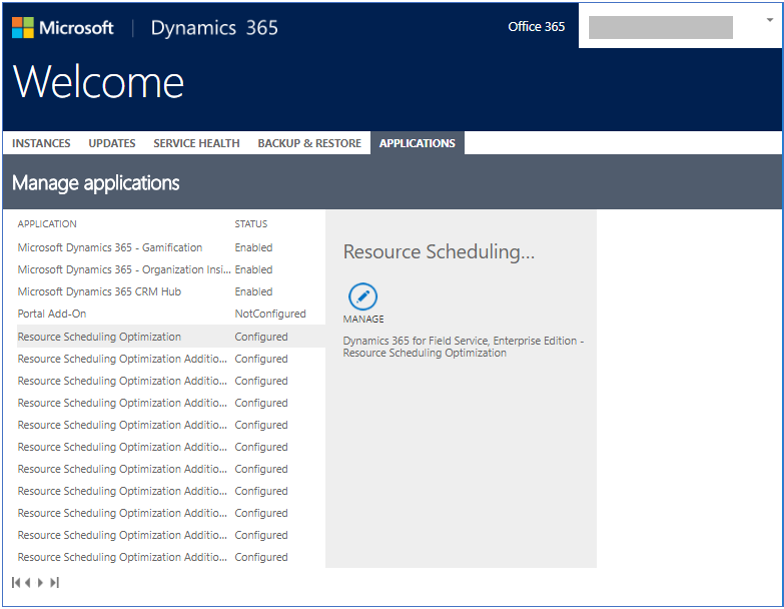 Microsoft Dynamics 365
Office 365
Welcome
INSTANCES UPDATES SERVICE HEALTH BACKUP & RESTORE APPLICATIONS
Manage applications
APPLICATION STATUS
Microsoft Dynamics 365 - Gamification Enabled
Microsoft Dynamics 365 - Organization Insi... Enabled
Microsoft Dynamics 365 CRM Hub Enabled
Portal Add-On NotConfigured
Resource Scheduling Optimization Configured
Resource Scheduling Optimization Additio... Configured
Resource Scheduling Optimization Additio... Configured
Resource Scheduling Optimization Additio... Configured
Resource Scheduling Optimization Additio... Configured
Resource Scheduling Optimization Additio... Configured
Resource Scheduling Optimization Additio... Configured
Resource Scheduling Optimization Additio... Configured
Resource Scheduling Optimization Additio... Configured
Resource Scheduling Optimization Additio... Configured
Resource Scheduling Optimization Additio... Configured
Resource Scheduling...
MANAGE
Dynamics 365 for Field Service, Enterprise Edition -
Resource Scheduling Optimization